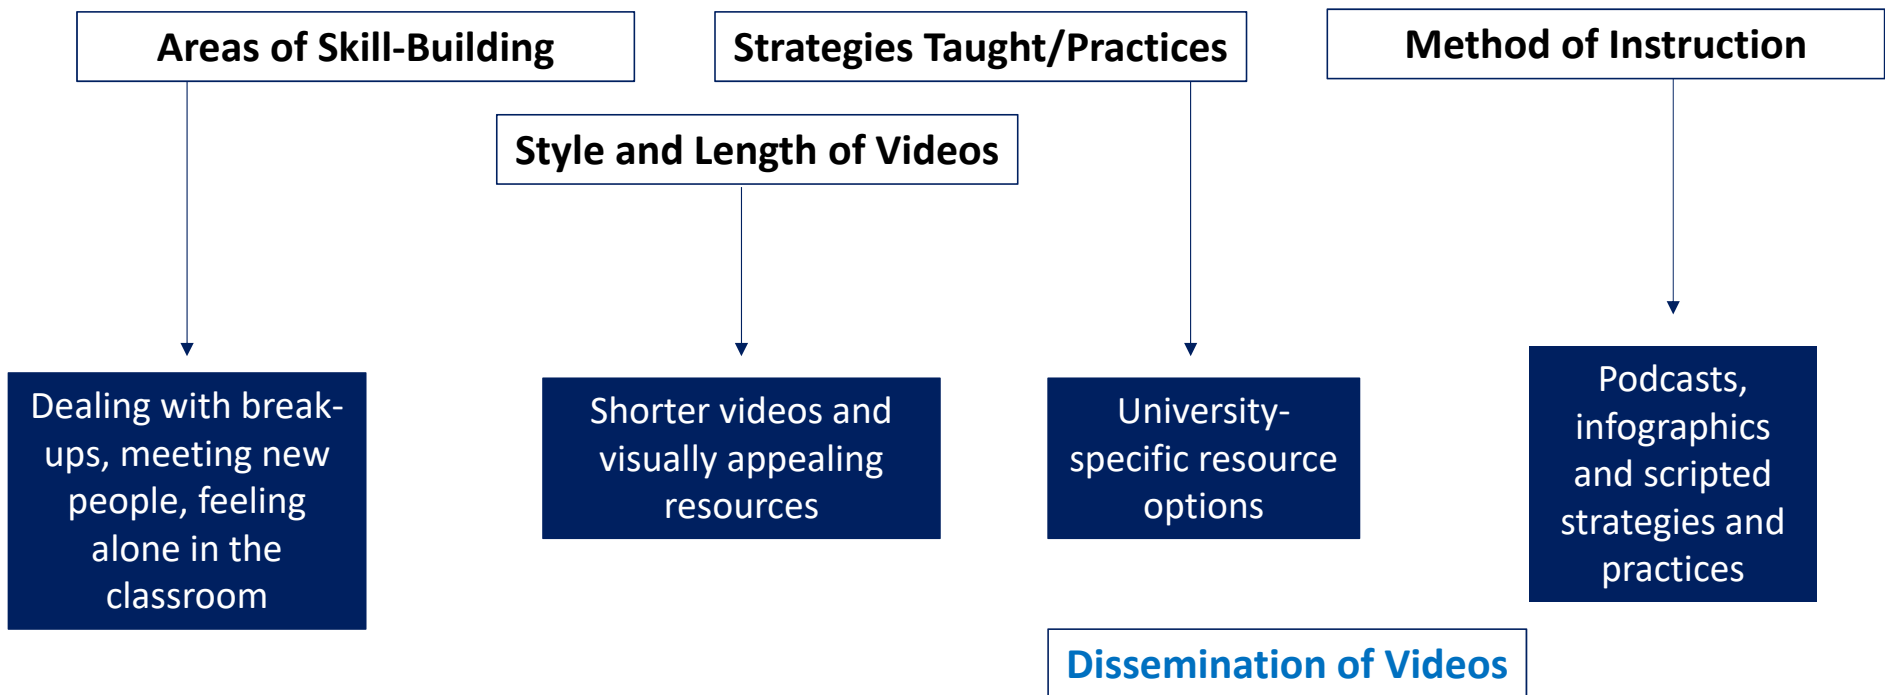 Areas of Skill-Building
Strategies Taught/Practices
Method of Instruction
Style and Length of Videos
Dealing with break-
ups, meeting new
people, feeling
alone in the
classroom
Shorter videos and
visually appealing
resources
University-
specific resource
options
Podcasts,
infographics
and scripted
strategies and
practices
Dissemination of Videos